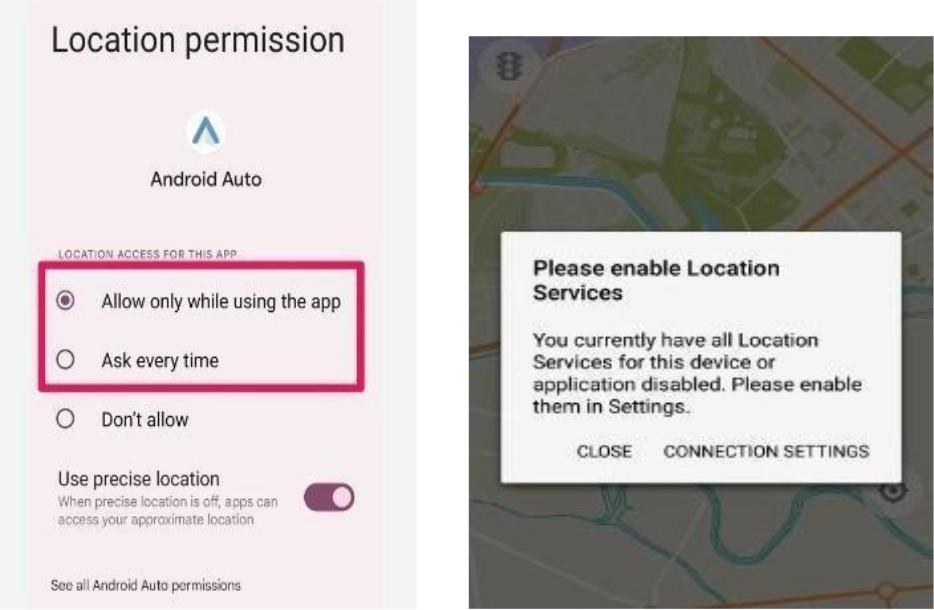 Location permission
Android Auto
LOCATION ACCESS FOR THIS APP
Allow only while using the app
Ask every time
Don't allow
Use precise location
When precise location is off, apps can
access your approximate location
See all Android Auto permissions
Please enable Location
Services
You currently have all Location
Services for this device or
application disabled. Please enable
them in Settings.
CLOSE CONNECTION SETTINGS